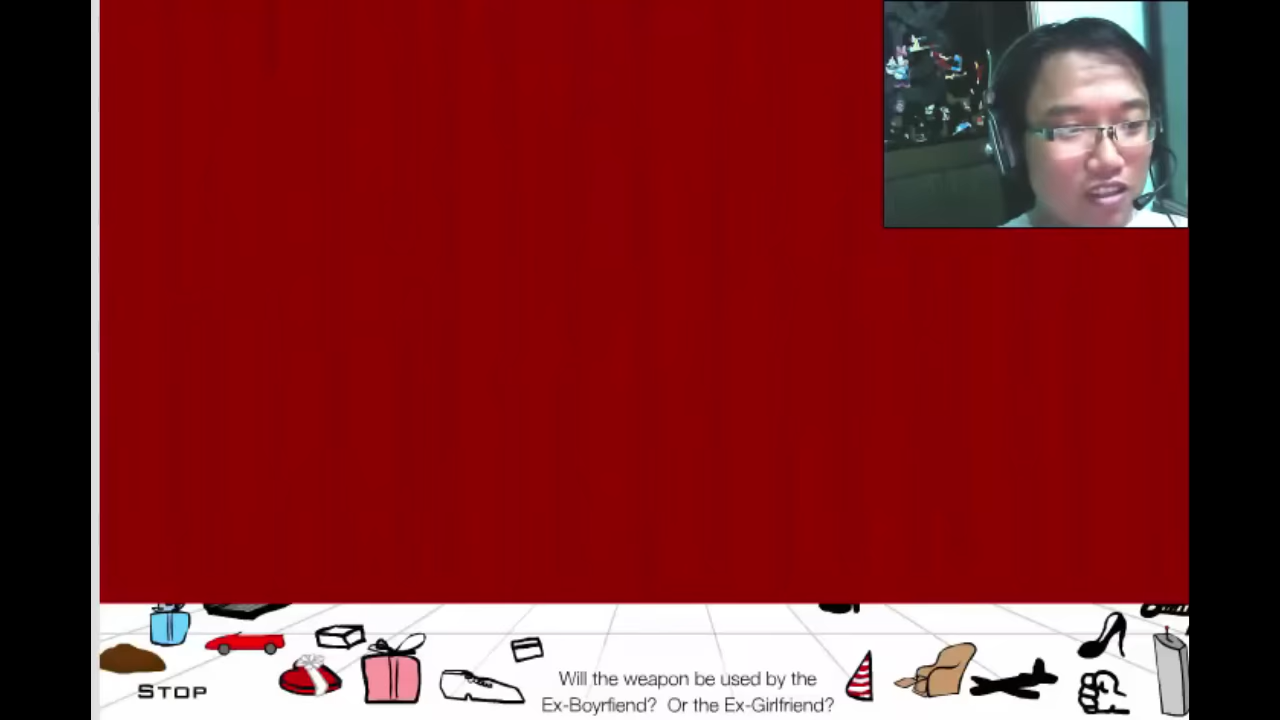 STOP
Will the weapon be used by the
Ex-Boyrfiend? Or the Ex-Girlfriend?